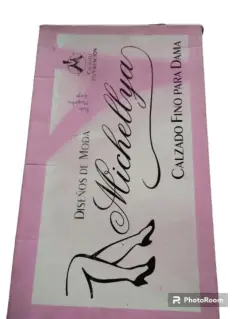 DISEÑOS DE MODA
Michellya
CALZADO FINO PARA DAMA
PhotoRoom